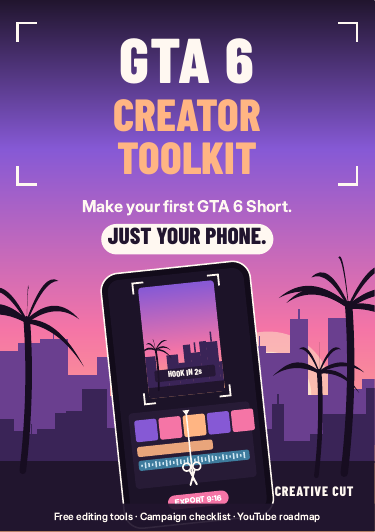 GTA 6
CREATOR
TOOLKIT
Make your first GTA 6 Short.
JUST YOUR PHONE.
HOOK IN 2s
EXPORT 9:16
CREATIVE CUT
Free editing tools · Campaign checklist · YouTube roadmap